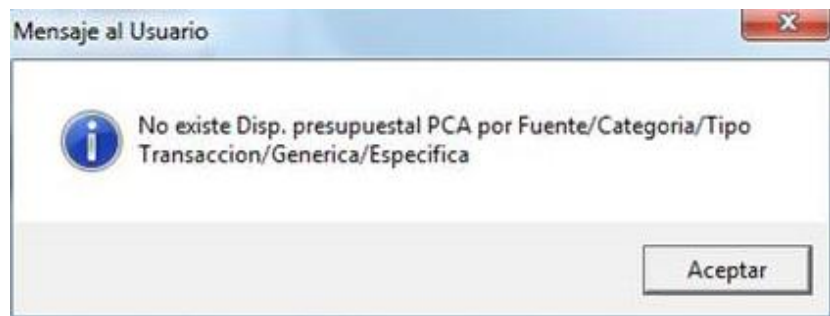 Mensaje al Usuario
No existe Disp. presupuestal PCA por Fuente/Categoria/Tipo
Transaccion/Generica/Especifica
Aceptar